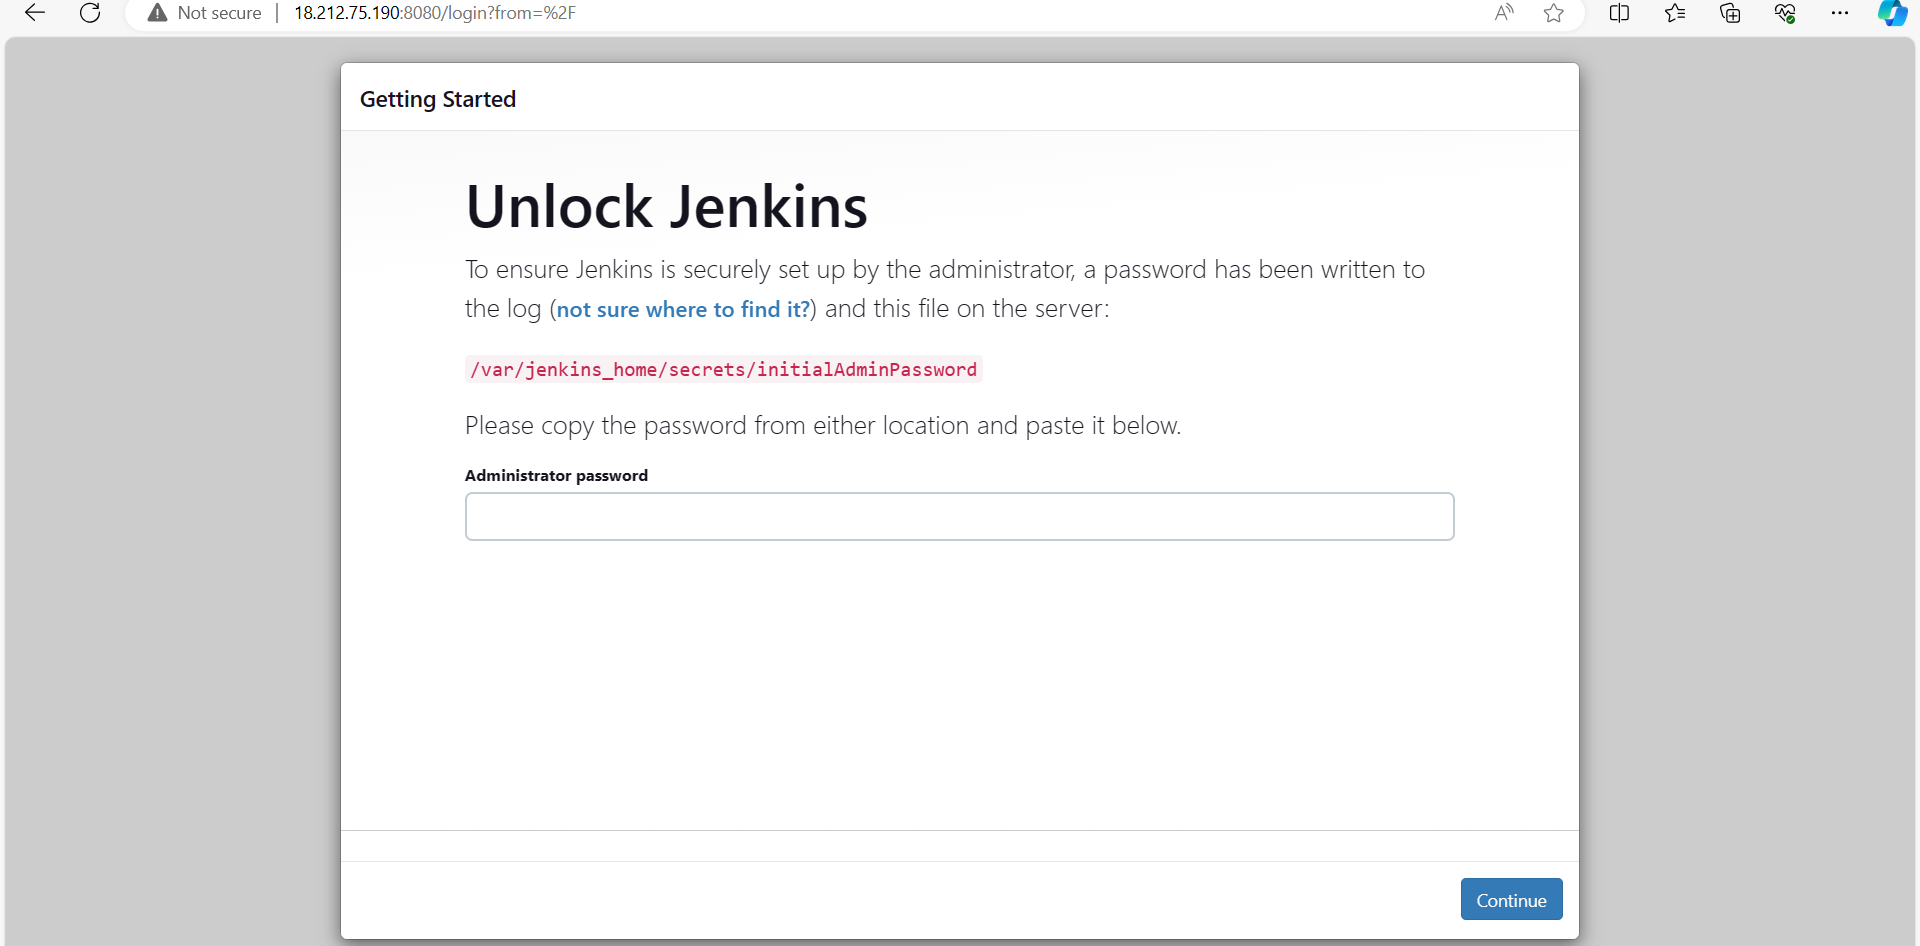 Not secure | 18.212.75.190:8080/login?from=%2F
Getting Started
Unlock Jenkins
To ensure Jenkins is securely set up by the administrator, a password has been written to
the log (not sure where to find it?) and this file on the server:
/var/jenkins_home/secrets/initialAdminPassword
Please copy the password from either location and paste it below.
Administrator password
Continue